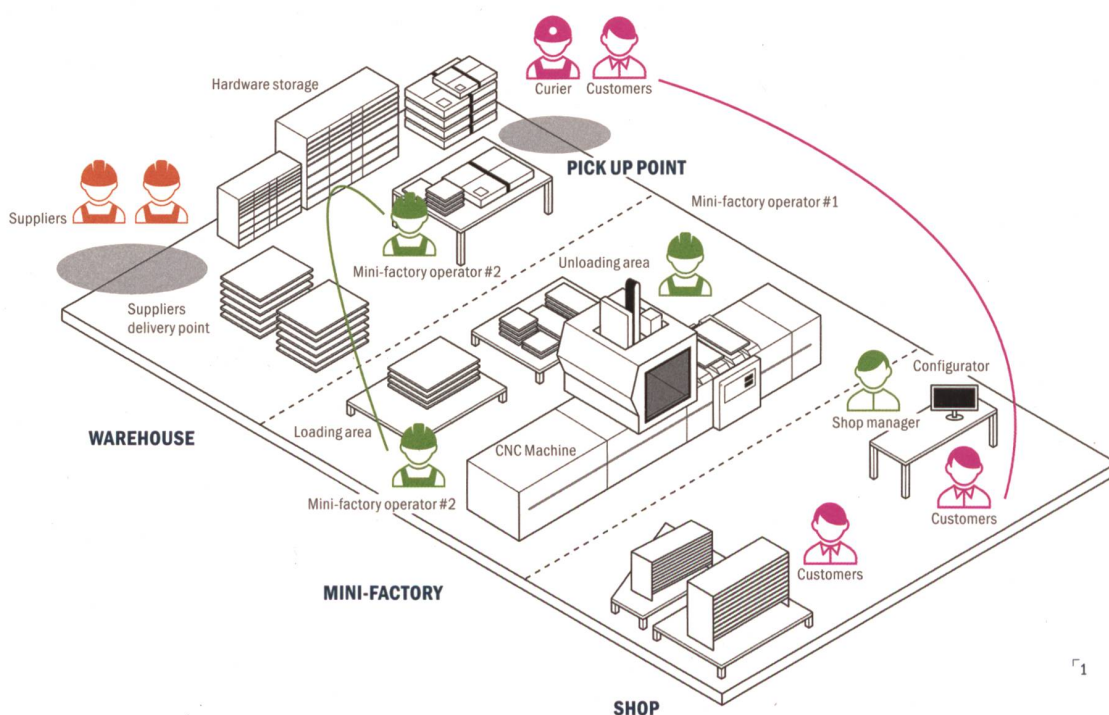 Curier
Customers
Hardware storage
PICK UP POINT
Mini-factory operator #1
Suppliers
Mini-factory operator #2
Unloading area
Suppliers
delivery point
Configurator
Shop manager
WAREHOUSE
Loading area
CNC Machine
Mini-factory operator #2
Customers
Customers
MINI-FACTORY
SHOP
1